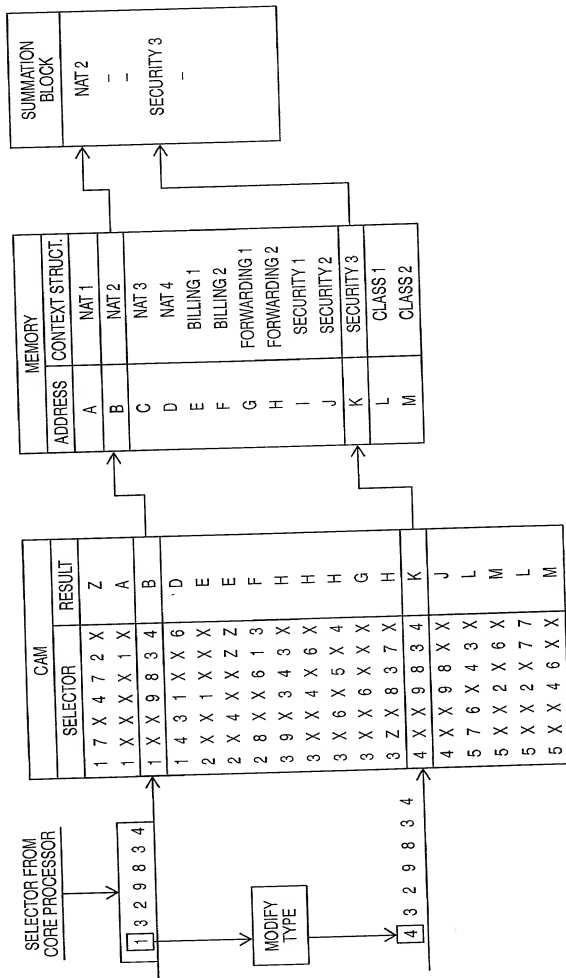 SELECTOR FROM
CORE PROCESSOR
1 3 2 9 8 3 4
MODIFY
TYPE
4 3 2 9 8 3 4
CAM
SELECTOR RESULT
1 7 X 4 7 2 X Z
1 X X X X 1 X A
1 X X 9 8 3 4 B
1 4 3 1 X X 6 D
2 X X 1 X X X E
2 X 4 X X Z Z E
2 8 X X 6 1 3 F
3 9 X 3 4 3 X H
3 X X 4 X 6 X H
3 X 6 X 5 X 4 H
3 X X 6 X X X G
3 Z X 8 3 7 X H
4 X X 9 8 3 4 K
4 X X 9 8 X X J
5 7 6 X 4 3 X L
5 X X 2 X 6 X M
5 X X 2 X 7 7 L
5 X X 4 6 X X M
MEMORY
ADDRESS CONTEXT STRUCT.
A NAT 1
B NAT 2
C NAT 3
D NAT 4
E BILLING 1
F BILLING 2
G FORWARDING 1
H FORWARDING 2
I SECURITY 1
J SECURITY 2
K SECURITY 3
L CLASS 1
M CLASS 2
SUMMATION
BLOCK
NAT 2
–
–
SECURITY 3
–